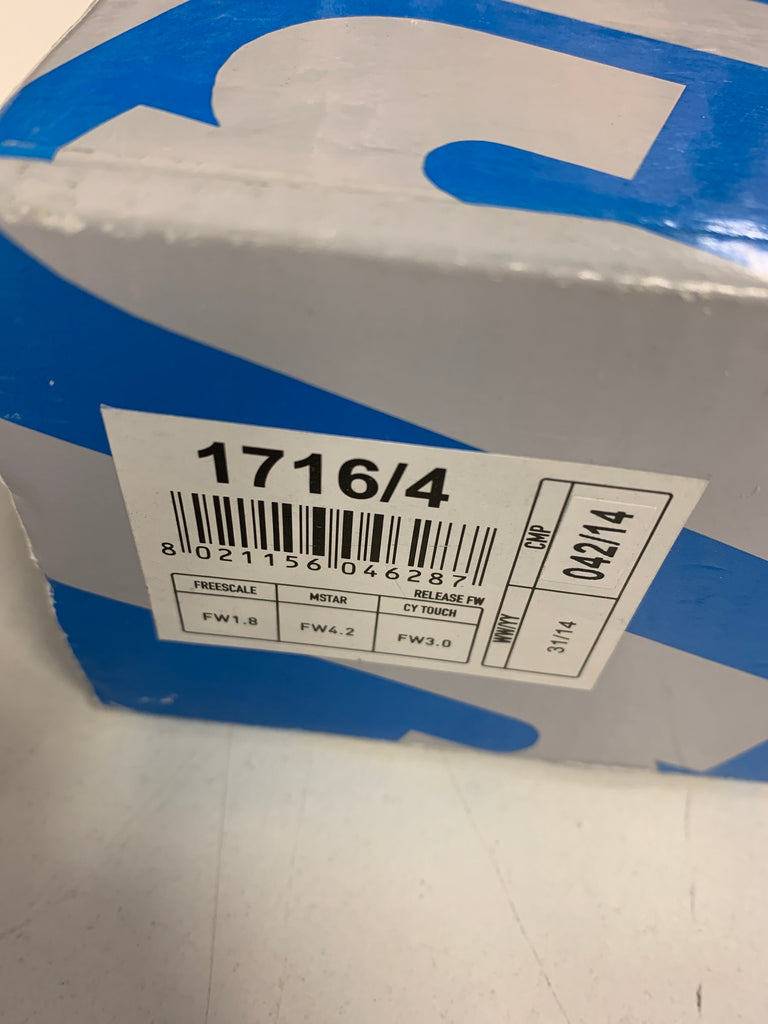 1716/4
8 021156 046287
RELEASE FW
FREESCALE MSTAR CY TOUCH
FW1.8 FW4.2 FW3.0
CMP 042/14
WW/YY 31/14